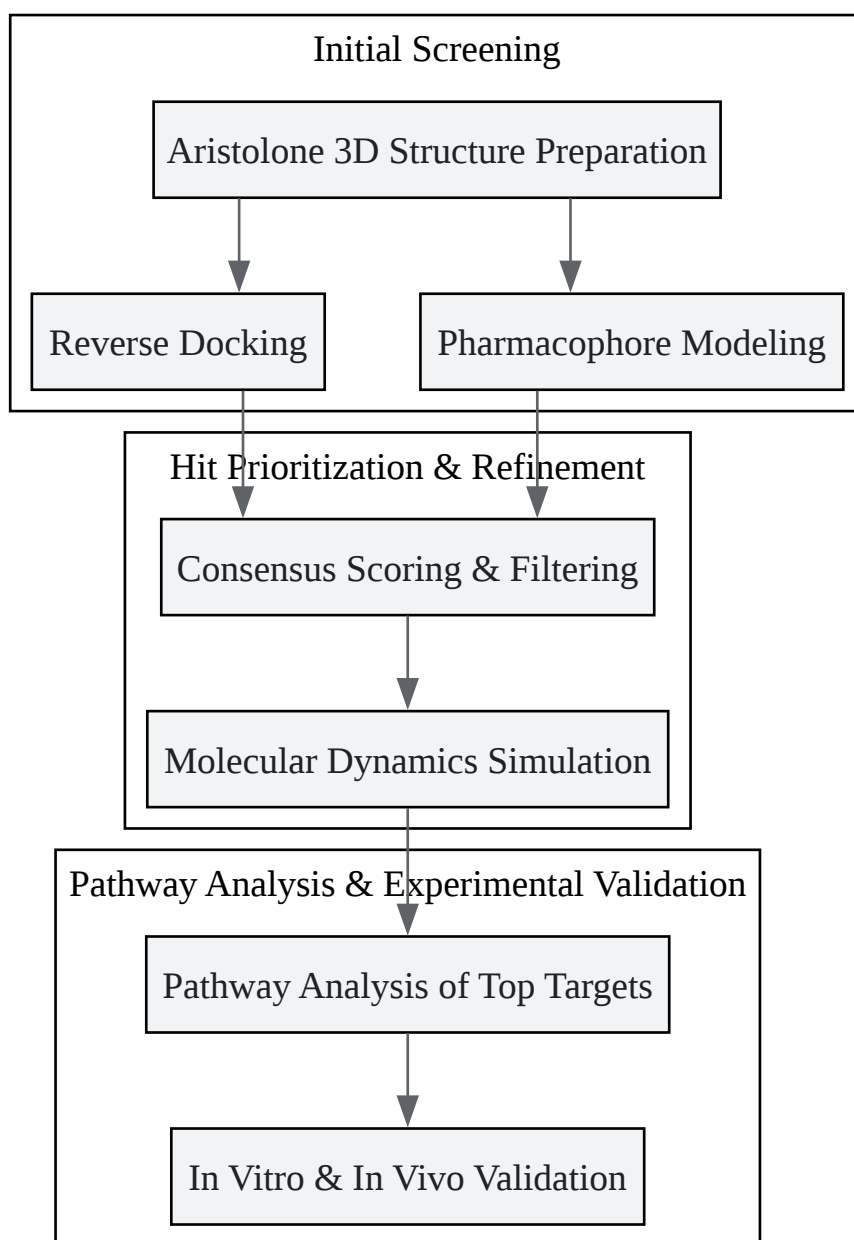 Initial Screening
Aristolone 3D Structure Preparation
Reverse Docking
Pharmacophore Modeling
Hit Prioritization & Refinement
Consensus Scoring & Filtering
Molecular Dynamics Simulation
Pathway Analysis & Experimental Validation
Pathway Analysis of Top Targets
In Vitro & In Vivo Validation